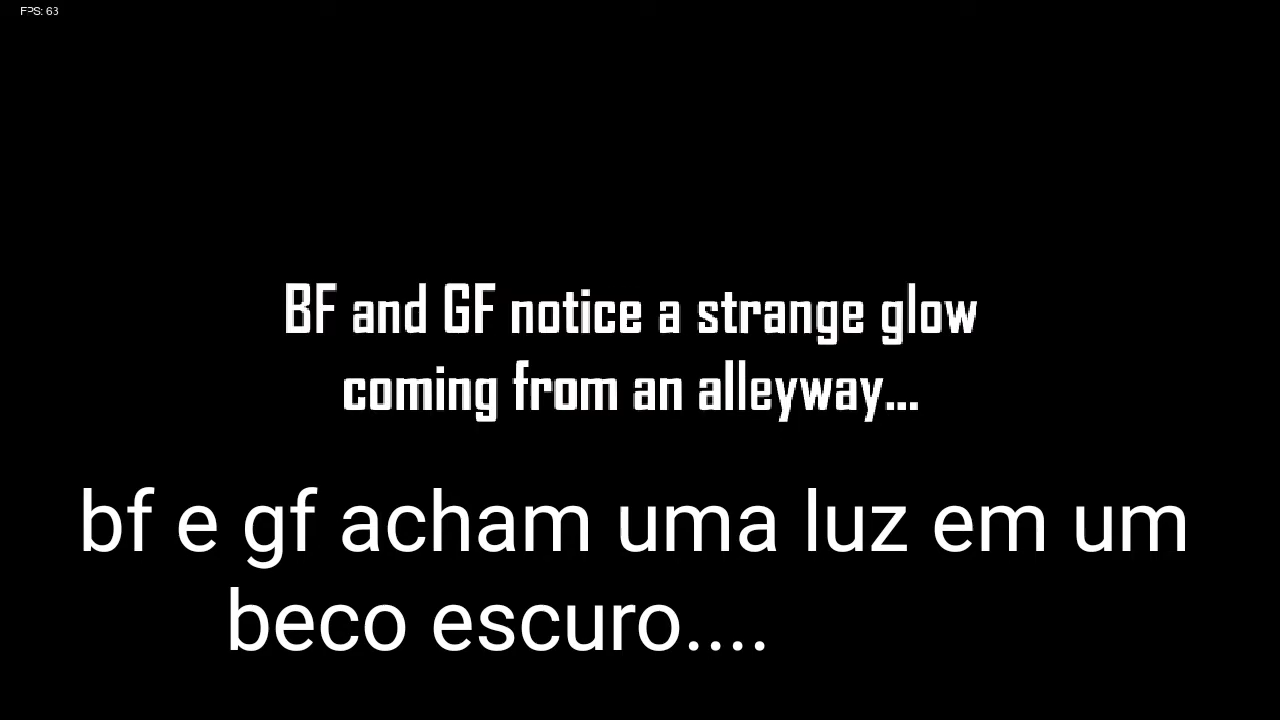 FPS: 63
BF and GF notice a strange glow
coming from an alleyway...
bf e gf acham uma luz em um
beco escuro....